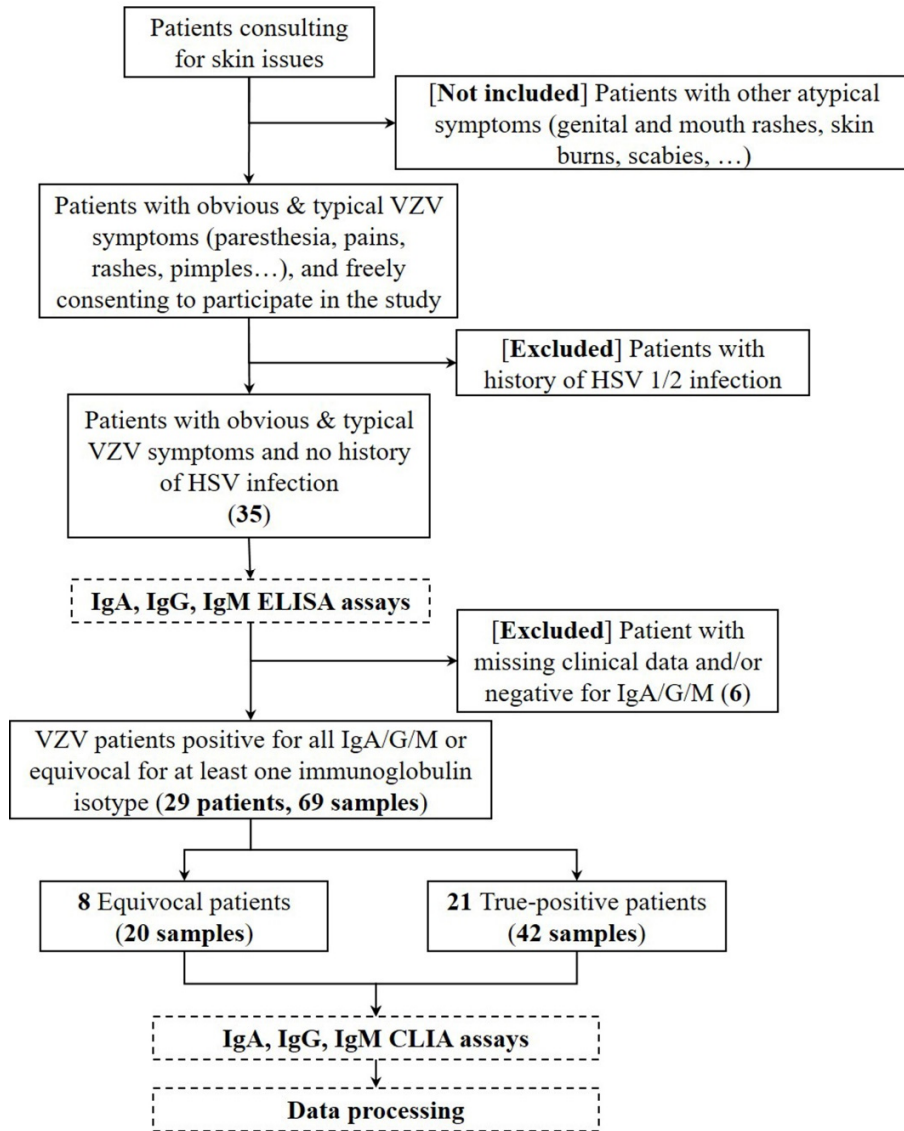 Patients consulting
for skin issues
[Not included] Patients with other atypical
symptoms (genital and mouth rashes, skin
burns, scabies, …)
Patients with obvious & typical VZV
symptoms (paresthesia, pains,
rashes, pimples…), and freely
consenting to participate in the study
[Excluded] Patients with
history of HSV 1/2 infection
Patients with obvious & typical
VZV symptoms and no history
of HSV infection
(35)
IgA, IgG, IgM ELISA assays
[Excluded] Patient with
missing clinical data and/or
negative for IgA/G/M (6)
VZV patients positive for all IgA/G/M or
equivocal for at least one immunoglobulin
isotype (29 patients, 69 samples)
8 Equivocal patients
(20 samples)
21 True-positive patients
(42 samples)
IgA, IgG, IgM CLIA assays
Data processing